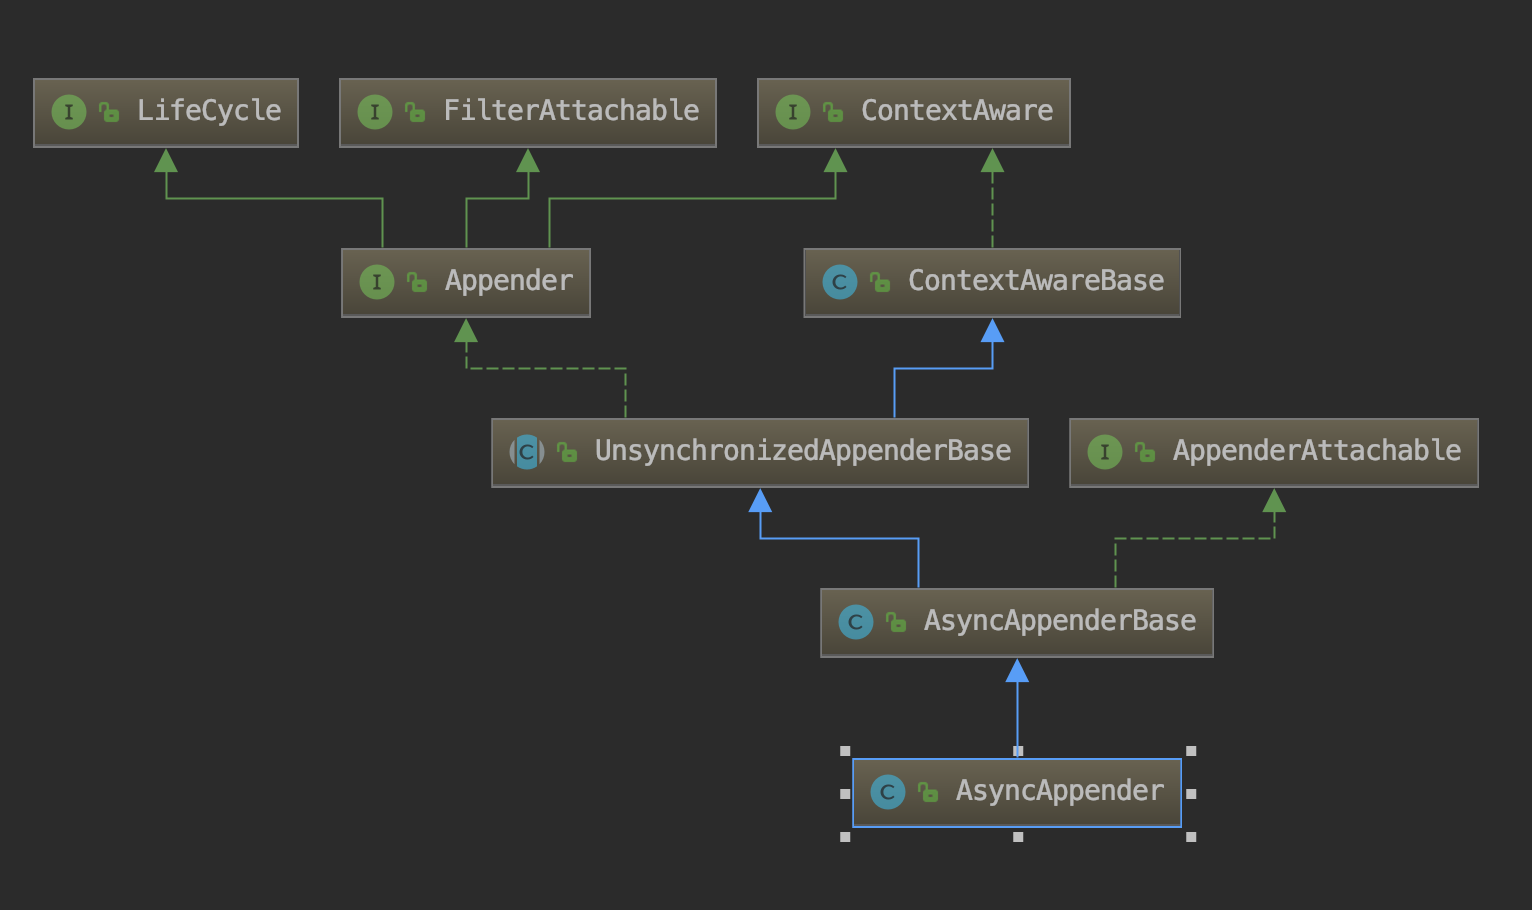 I LifeCycle
I FilterAttachable
I ContextAware
I Appender
C ContextAwareBase
C UnsynchronizedAppenderBase
I AppenderAttachable
C AsyncAppenderBase
C AsyncAppender